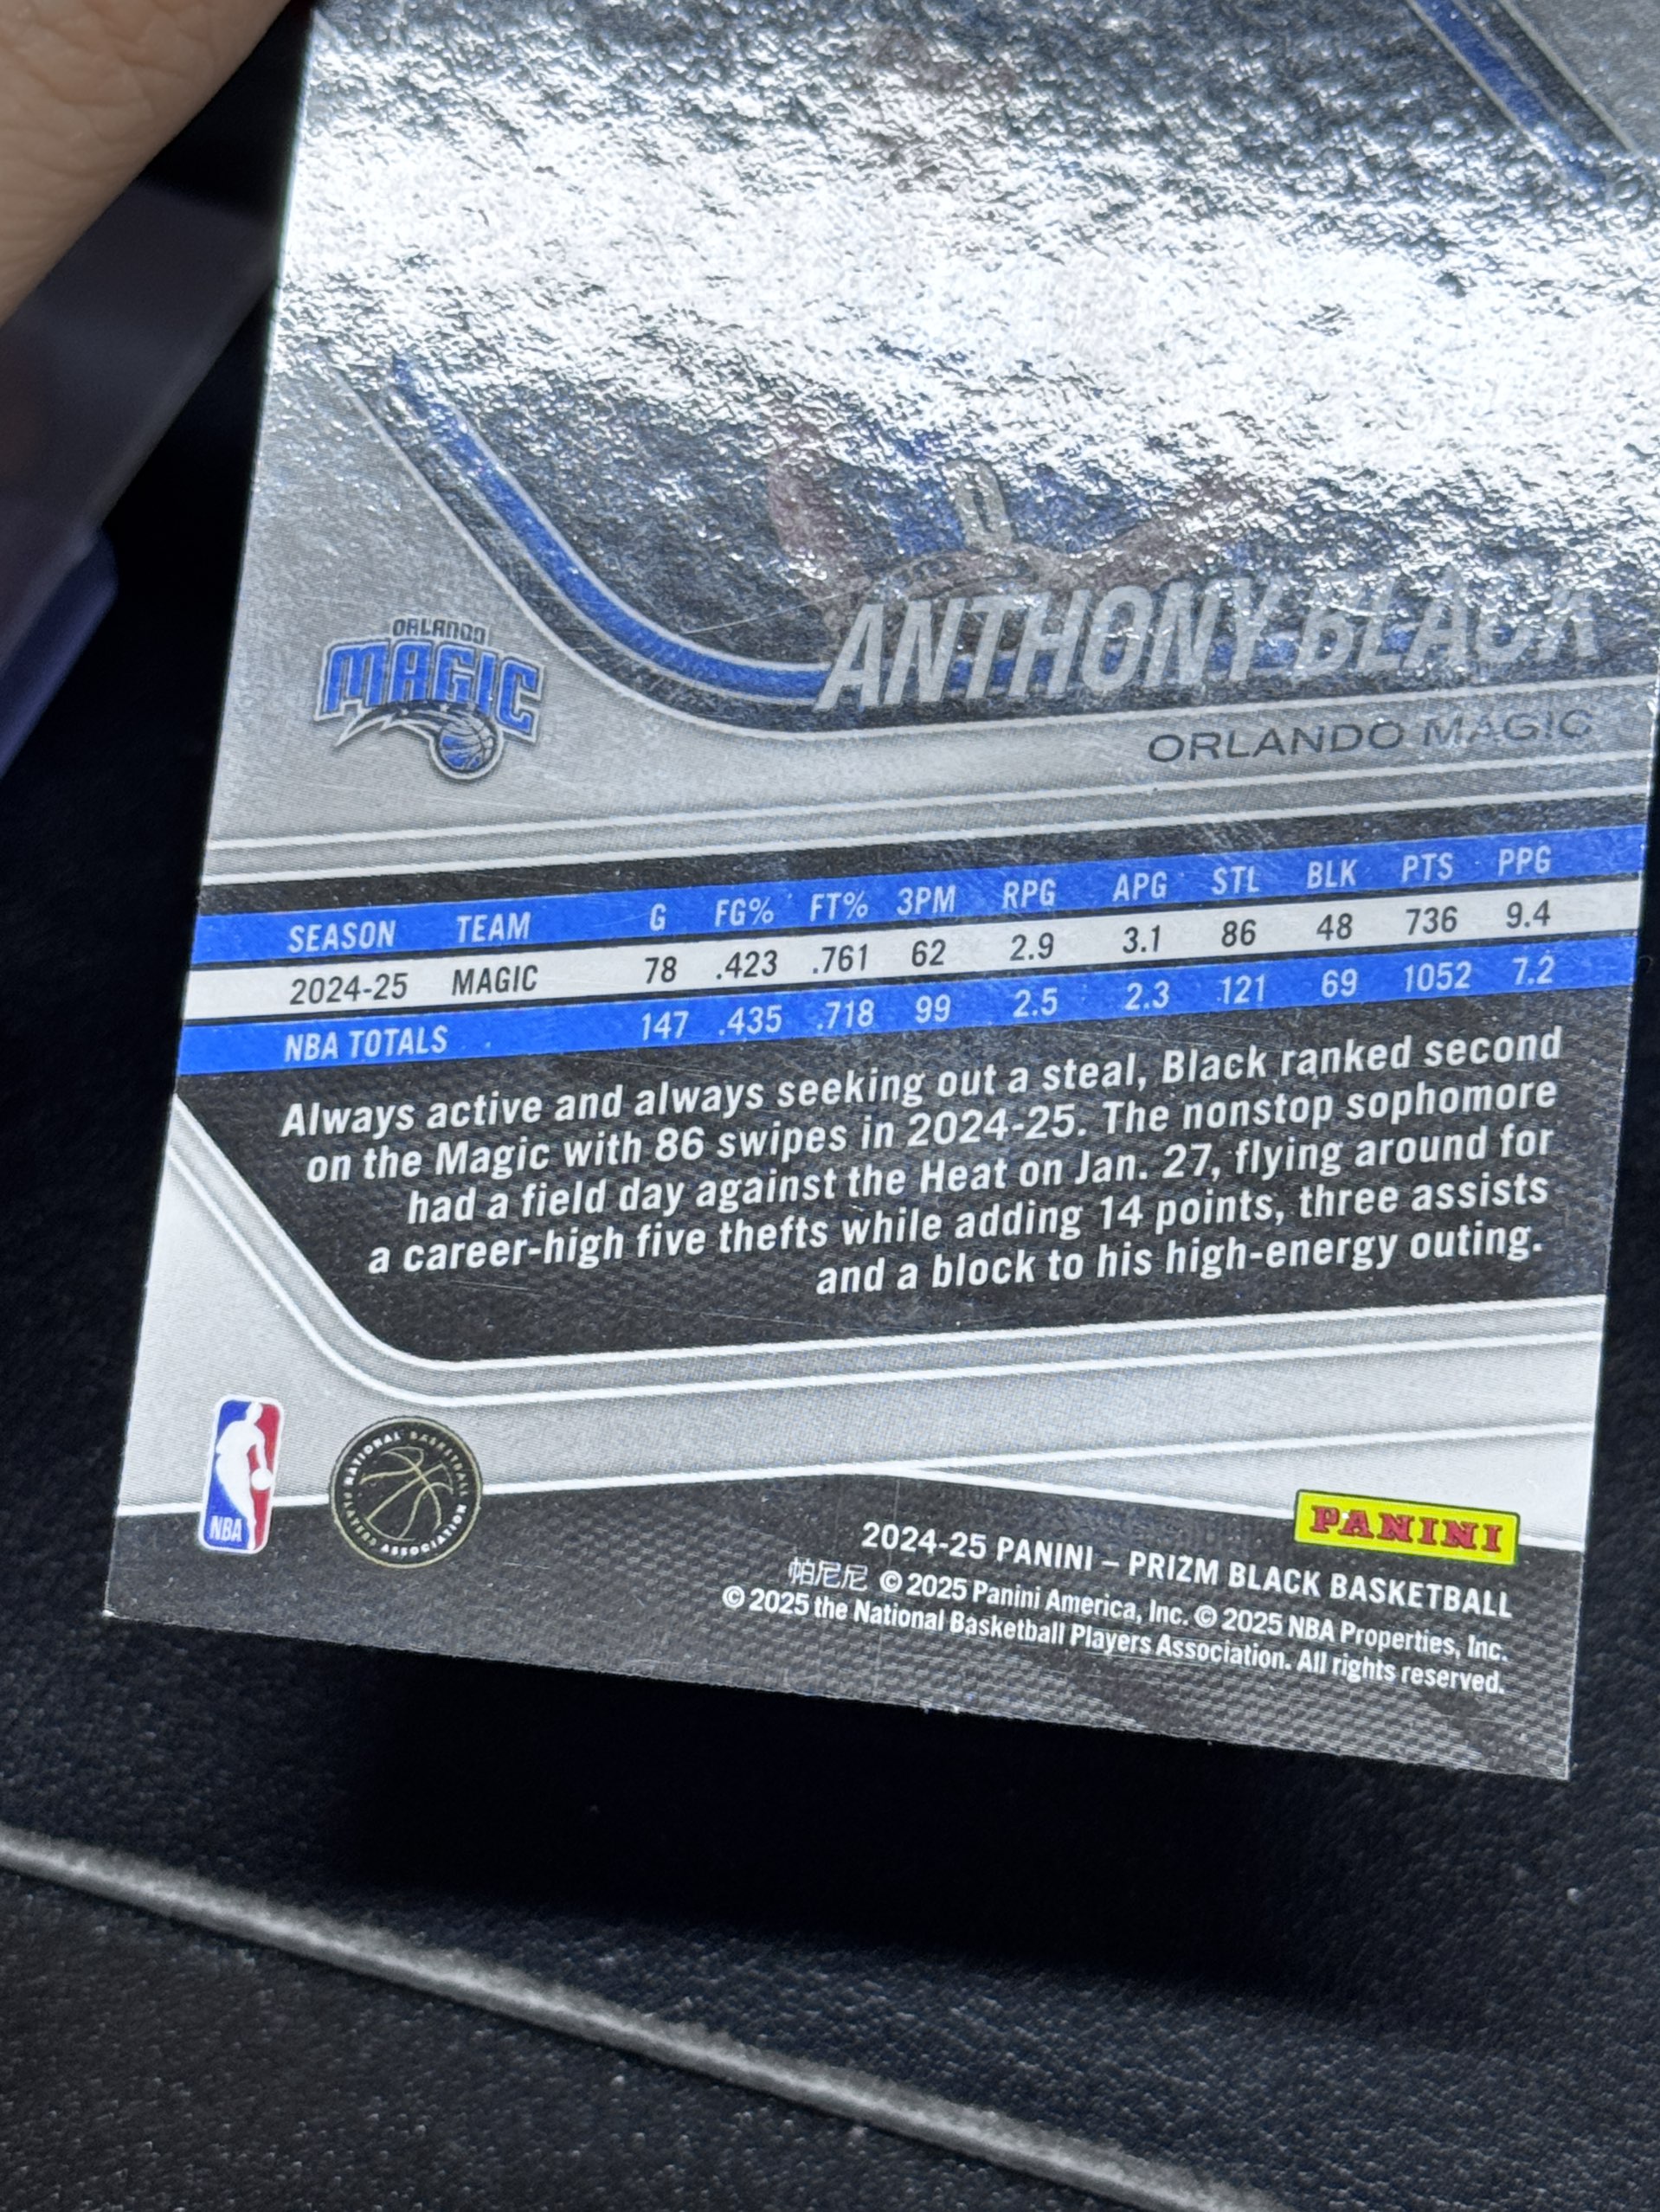 0
ORLANDO
MAGIC
ANTHONY BLACK
ORLANDO MAGIC
SEASON TEAM G FG% FT% 3PM RPG APG STL BLK PTS PPG
2024-25 MAGIC 78 .423 .761 62 2.9 3.1 86 48 736 9.4
NBA TOTALS 147 .435 .718 99 2.5 2.3 121 69 1052 7.2
Always active and always seeking out a steal, Black ranked second
on the Magic with 86 swipes in 2024-25. The nonstop sophomore
had a field day against the Heat on Jan. 27, flying around for
a career-high five thefts while adding 14 points, three assists
and a block to his high-energy outing.
NBA
NATIONAL BASKETBALL
PLAYERS ASSOCIATION
PANINI
2024-25 PANINI – PRIZM BLACK BASKETBALL
帕尼尼 © 2025 Panini America, Inc. © 2025 NBA Properties, Inc.
© 2025 the National Basketball Players Association. All rights reserved.